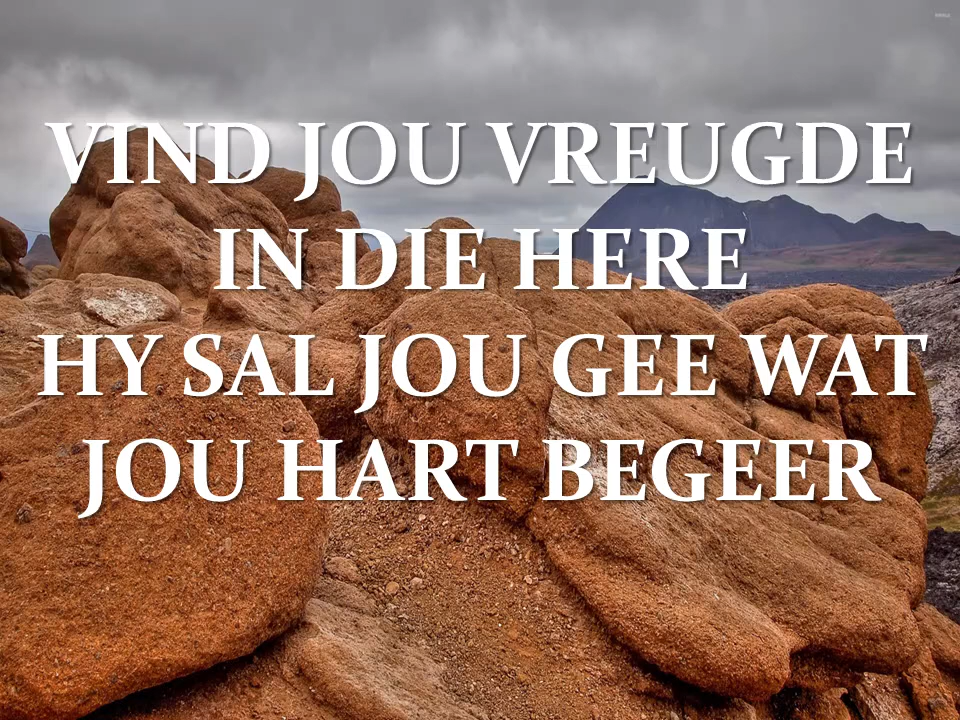 VIND JOU VREUGDE
IN DIE HERE
HY SAL JOU GEE WAT
JOU HART BEGEER